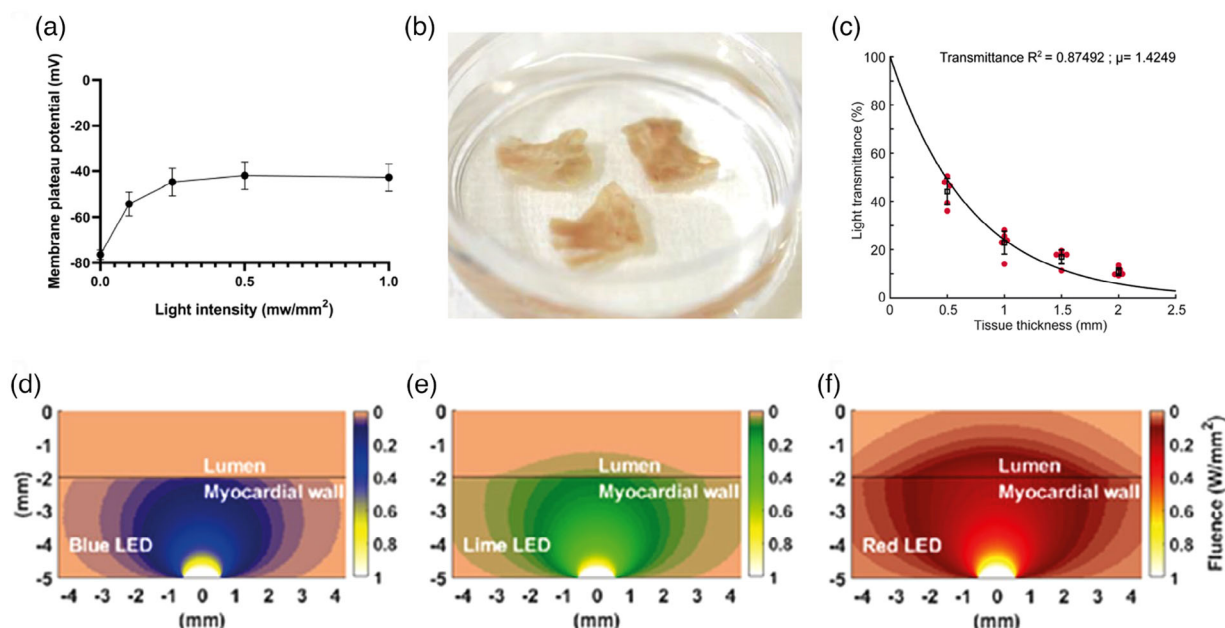 (a)
Membrane plateau potential (mV)
0
-20
-40
-60
-80
0.0
0.5
1.0
Light intensity (mw/mm²)
(b)
(c)
Transmittance R² = 0.87492 ; μ= 1.4249
Light transmittance (%)
100
80
60
40
20
0
0
0.5
1
1.5
2
2.5
Tissue thickness (mm)
(d)
(mm)
0
-1
-2
-3
-4
-5
Lumen
Myocardial wall
Blue LED
-4 -3 -2 -1 0 1 2 3 4
(mm)
0
0.2
0.4
0.6
0.8
1
(e)
0
-1
-2
-3
-4
-5
Lumen
Myocardial wall
Lime LED
-4 -3 -2 -1 0 1 2 3 4
(mm)
0
0.2
0.4
0.6
0.8
1
(f)
0
-1
-2
-3
-4
-5
Lumen
Myocardial wall
Red LED
-4 -3 -2 -1 0 1 2 3 4
(mm)
0
0.2
0.4
0.6
0.8
1
Fluence (W/mm²)